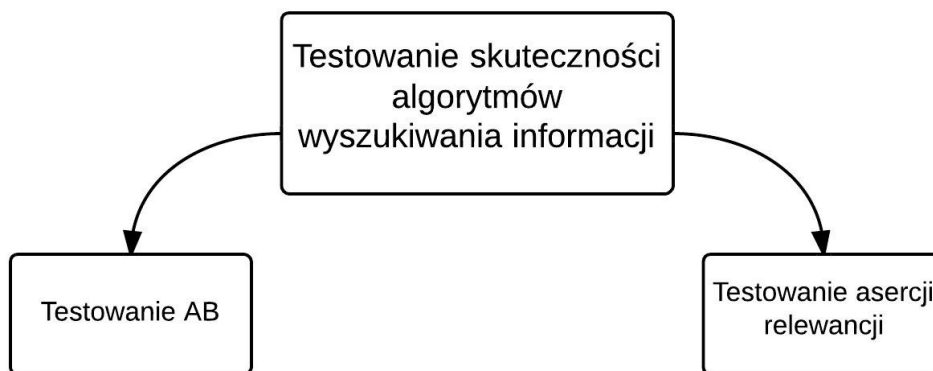 Testowanie skuteczności
algorytmów
wyszukiwania informacji
Testowanie AB
Testowanie asercji
relewancji